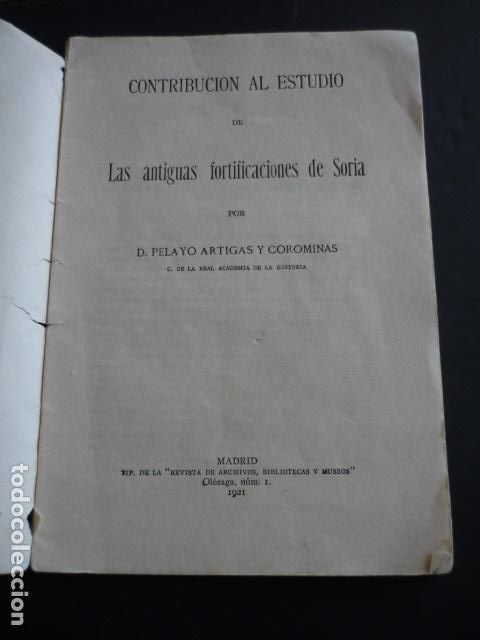 CONTRIBUCION AL ESTUDIO
DE
Las antiguas fortificaciones de Soria
POR
D. PELAYO ARTIGAS Y COROMINAS
C. DE LA REAL ACADEMIA DE LA HISTORIA
MADRID
TIP. DE LA "REVISTA DE ARCHIVOS, BIBLIOTECAS Y MUSEOS"
Olózaga, núm. 1.
1921
todocoleccion.net